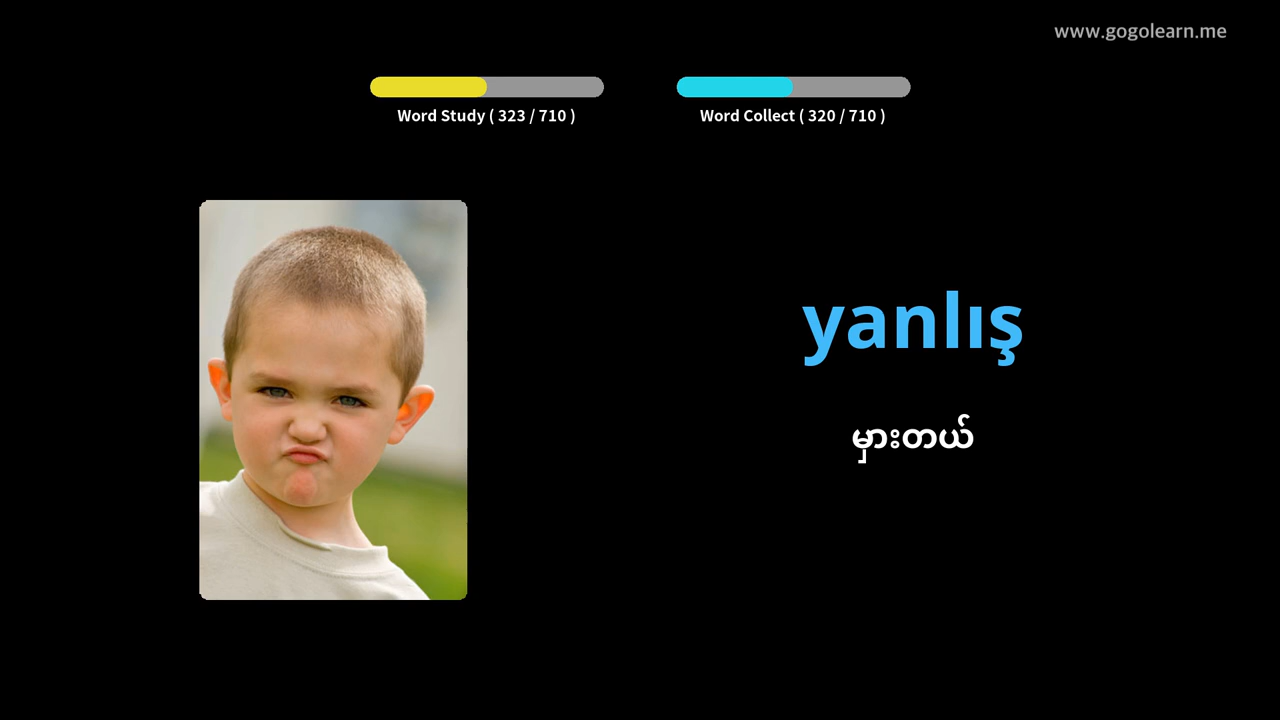 www.gogolearn.me
Word Study ( 323 / 710 )
Word Collect ( 320 / 710 )
yanlış
မှားတယ်